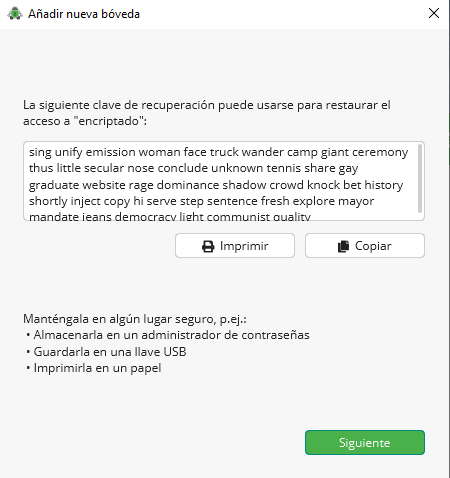 Añadir nueva bóveda
La siguiente clave de recuperación puede usarse para restaurar el
acceso a "encriptado":
sing unify emission woman face truck wander camp giant ceremony
thus little secular nose conclude unknown tennis share gay
graduate website rage dominance shadow crowd knock bet history
shortly inject copy hi serve step sentence fresh explore mayor
mandate jeans democracy light communist quality
Imprimir
Copiar
Manténgala en algún lugar seguro, p.ej.:
• Almacenarla en un administrador de contraseñas
• Guardarla en una llave USB
• Imprimirla en un papel
Siguiente